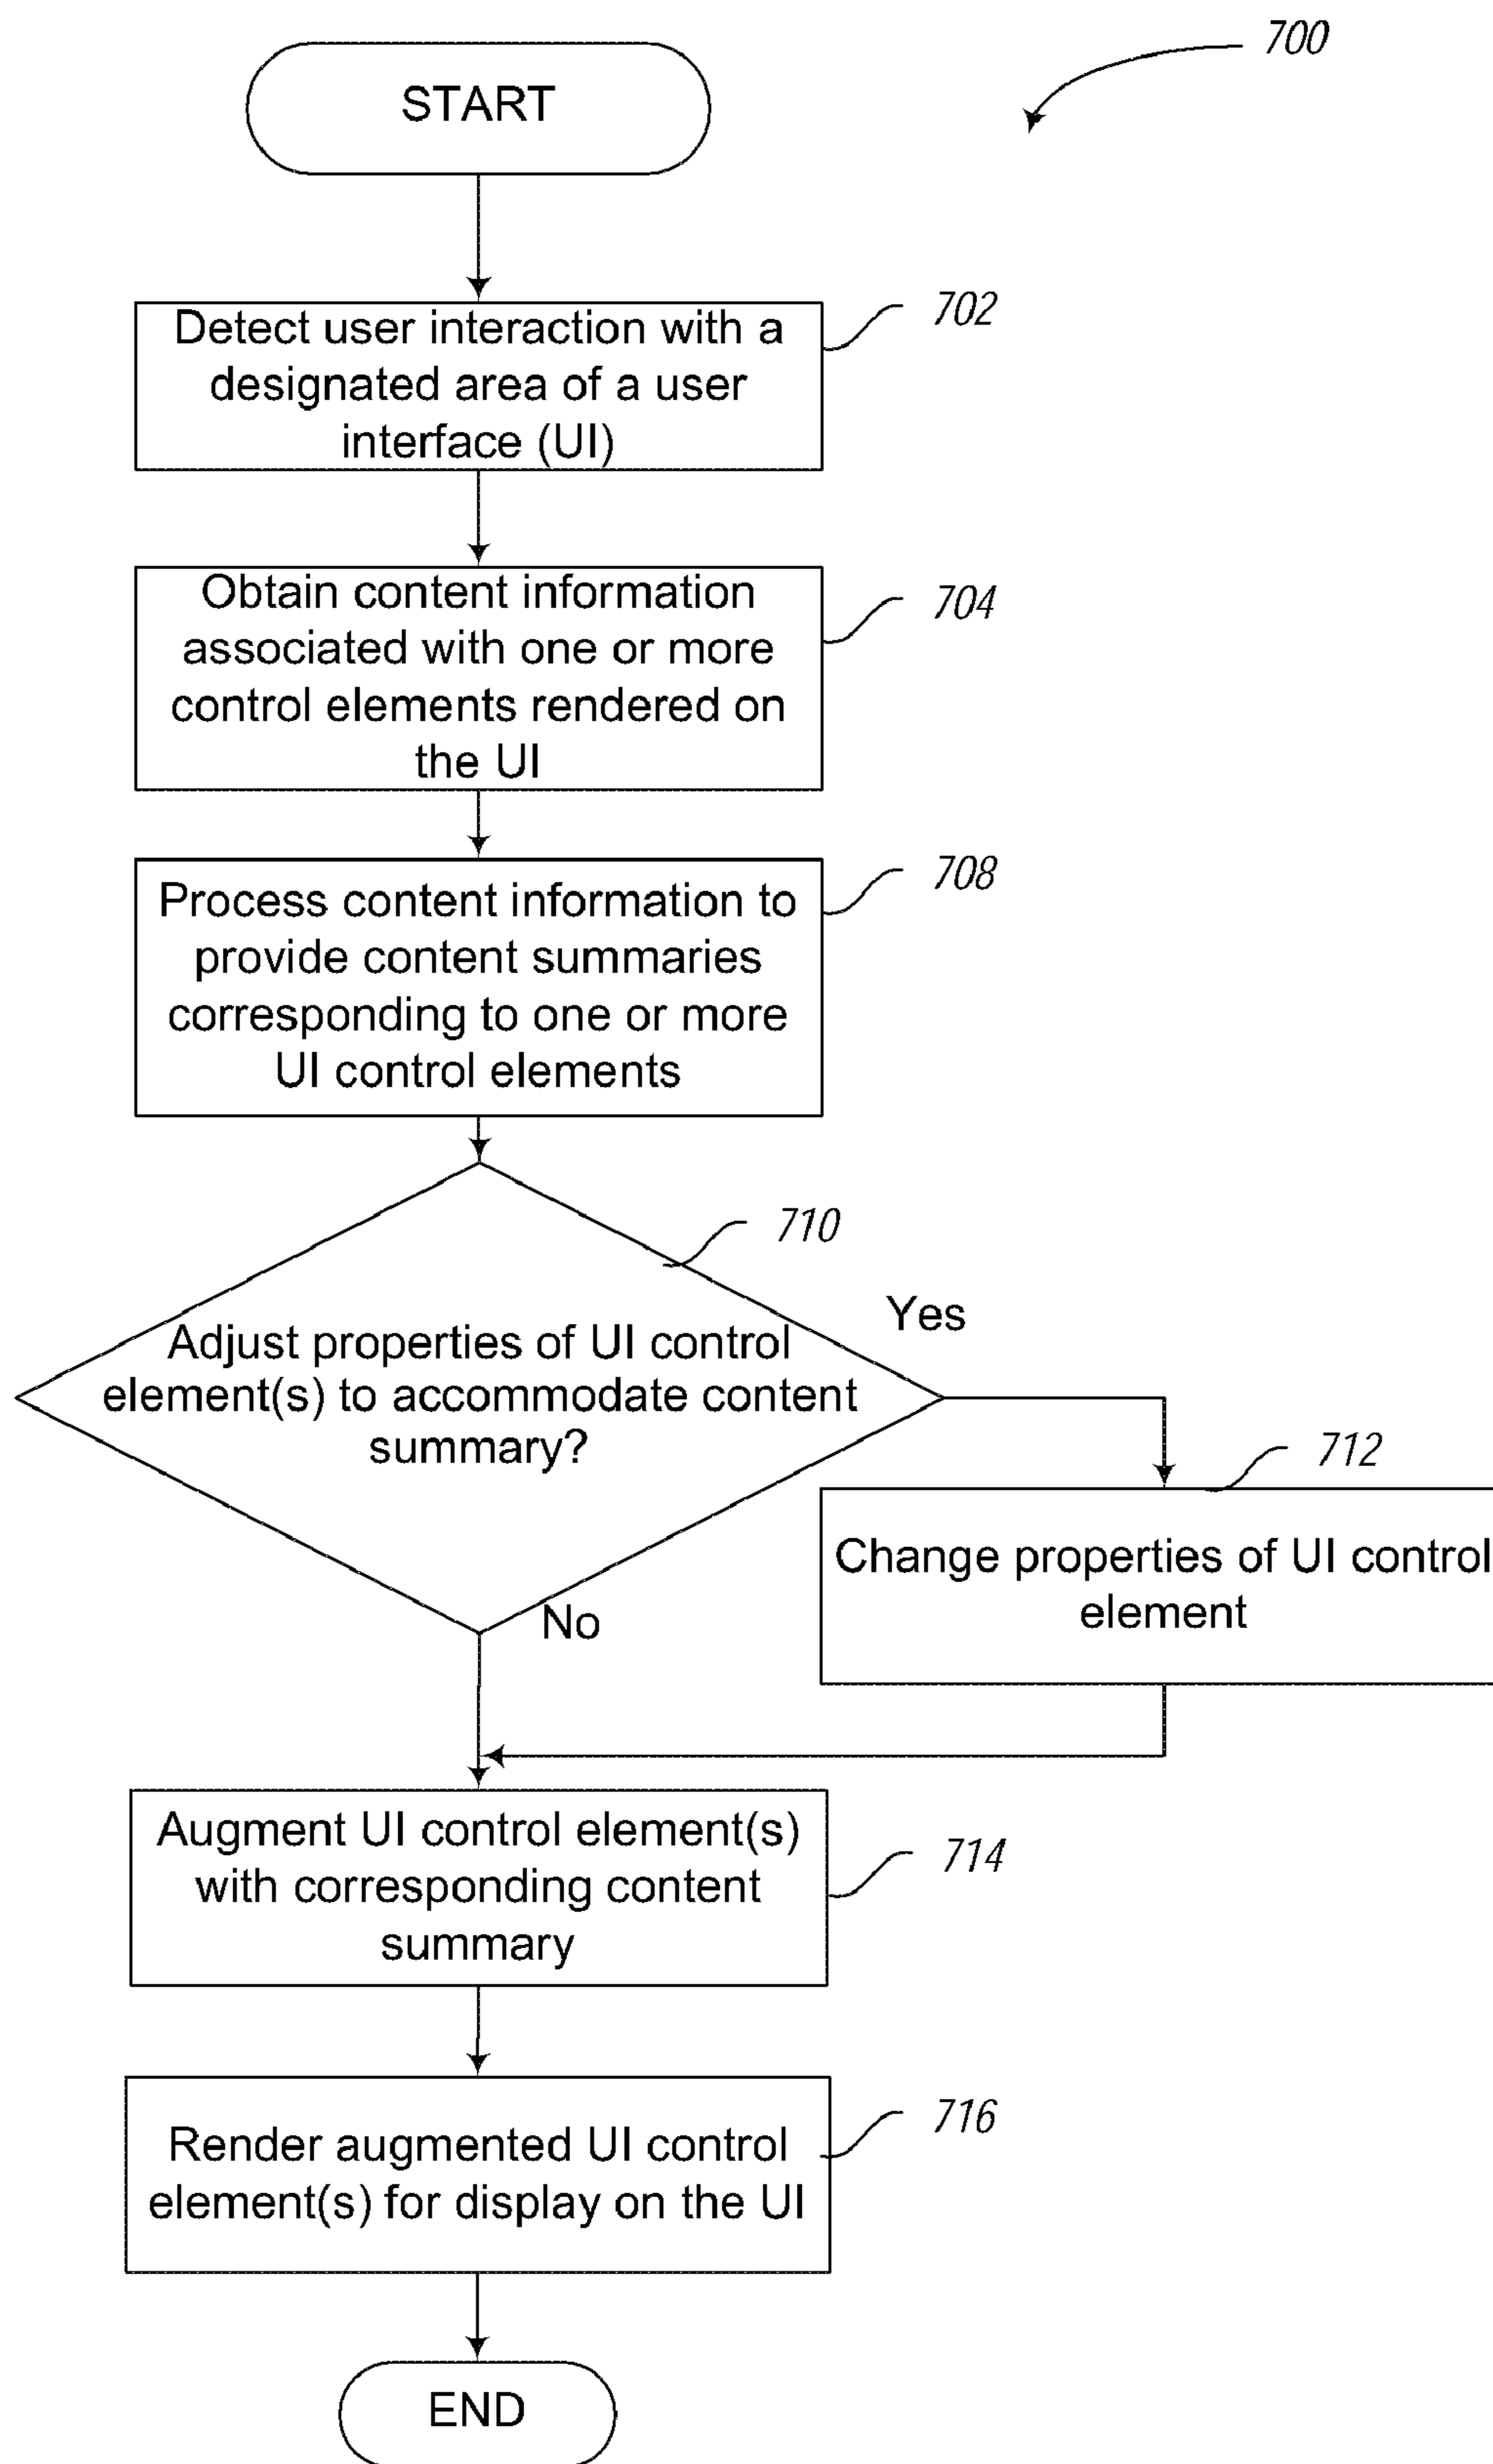 700
START
702
Detect user interaction with a
designated area of a user
interface (UI)
704
Obtain content information
associated with one or more
control elements rendered on
the UI
708
Process content information to
provide content summaries
corresponding to one or more
UI control elements
710
Yes
Adjust properties of UI control
element(s) to accommodate content
summary?
712
Change properties of UI control
element
No
Augment UI control element(s)
with corresponding content
summary
714
716
Render augmented UI control
element(s) for display on the UI
END